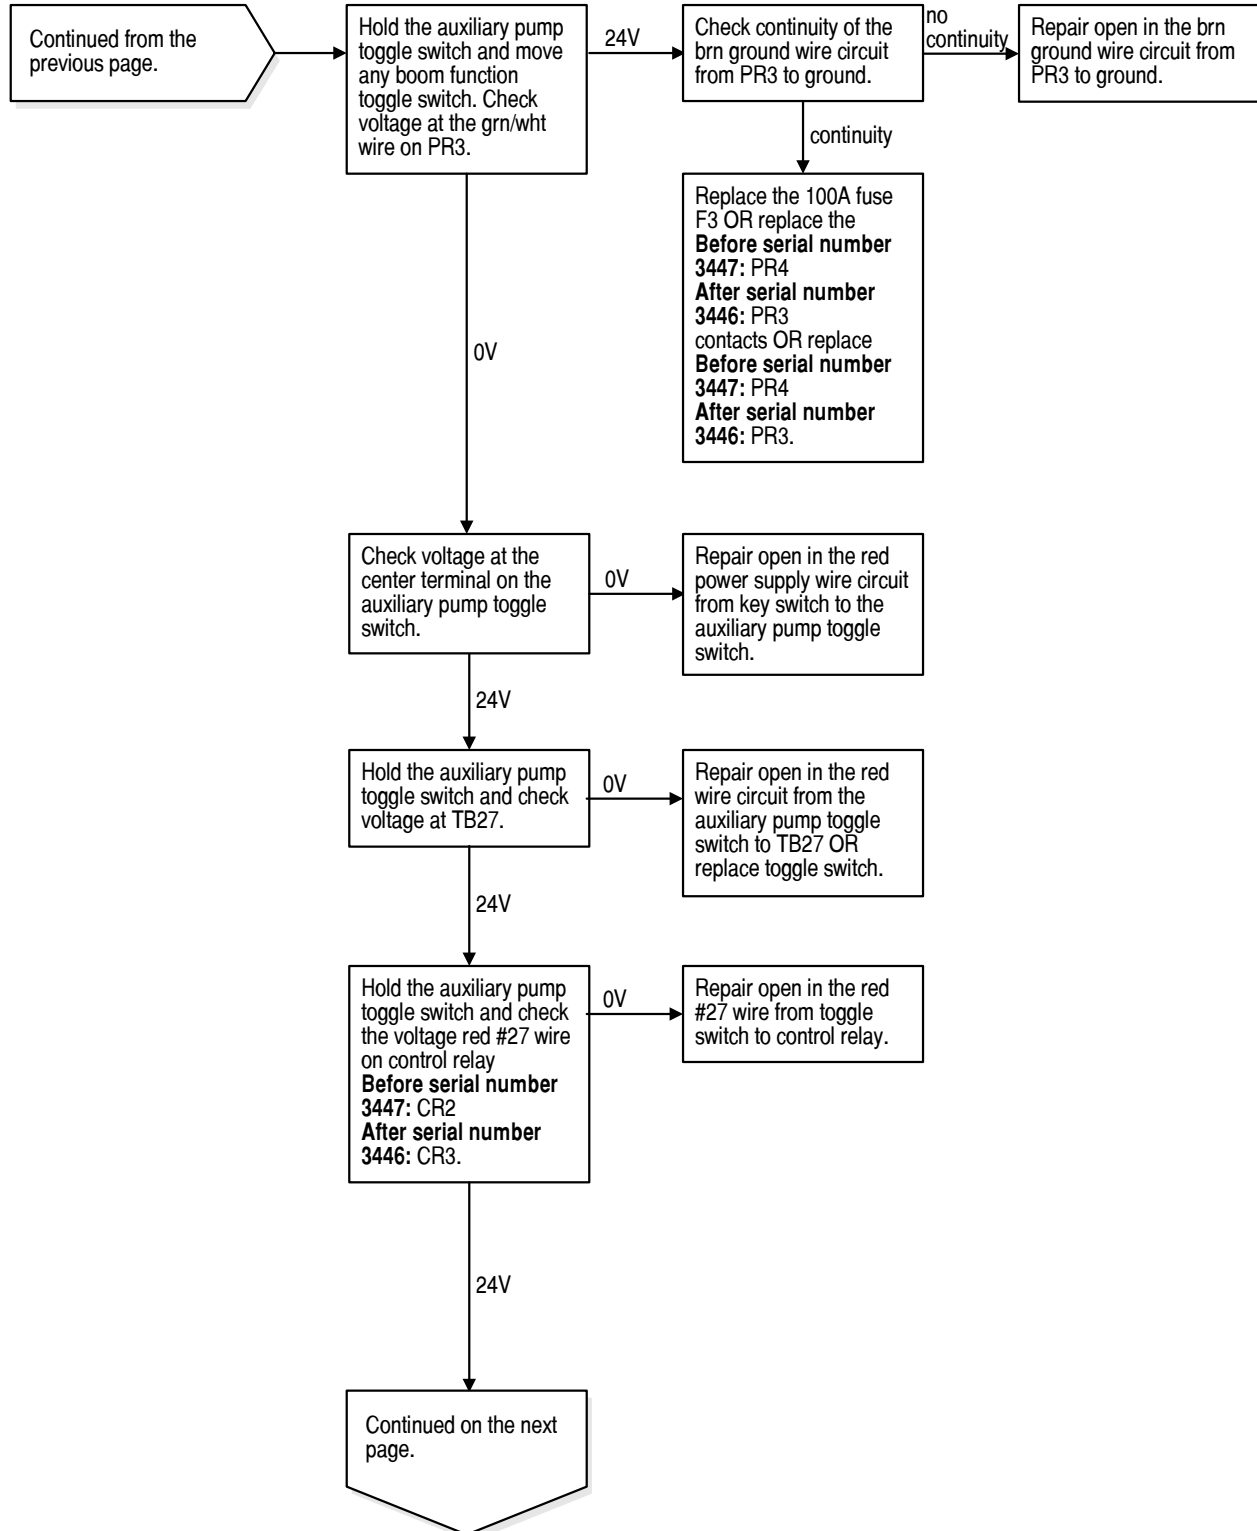 Continued from the
previous page.
Hold the auxiliary pump
toggle switch and move
any boom function
toggle switch. Check
voltage at the grn/wht
wire on PR3.
24V
Check continuity of the
brn ground wire circuit
from PR3 to ground.
no
continuity
Repair open in the brn
ground wire circuit from
PR3 to ground.
continuity
Replace the 100A fuse
F3 OR replace the
Before serial number
3447: PR4
After serial number
3446: PR3
contacts OR replace
Before serial number
3447: PR4
After serial number
3446: PR3.
0V
Check voltage at the
center terminal on the
auxiliary pump toggle
switch.
0V
Repair open in the red
power supply wire circuit
from key switch to the
auxiliary pump toggle
switch.
24V
Hold the auxiliary pump
toggle switch and check
voltage at TB27.
0V
Repair open in the red
wire circuit from the
auxiliary pump toggle
switch to TB27 OR
replace toggle switch.
24V
Hold the auxiliary pump
toggle switch and check
the voltage red #27 wire
on control relay
Before serial number
3447: CR2
After serial number
3446: CR3.
0V
Repair open in the red
#27 wire from toggle
switch to control relay.
24V
Continued on the next
page.